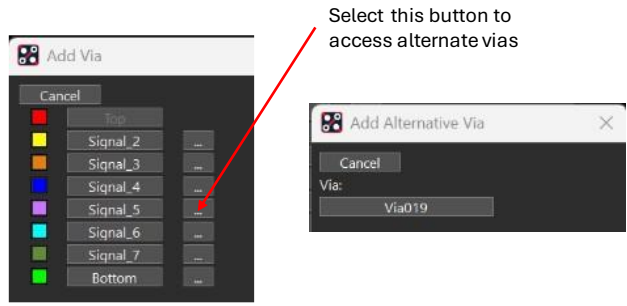 Select this button to
access alternate vias
Add Via
Cancel
Top
Signal_2 ...
Signal_3 ...
Signal_4 ...
Signal_5 ...
Signal_6 ...
Signal_7 ...
Bottom ...
Add Alternative Via
Cancel
Via:
Via019